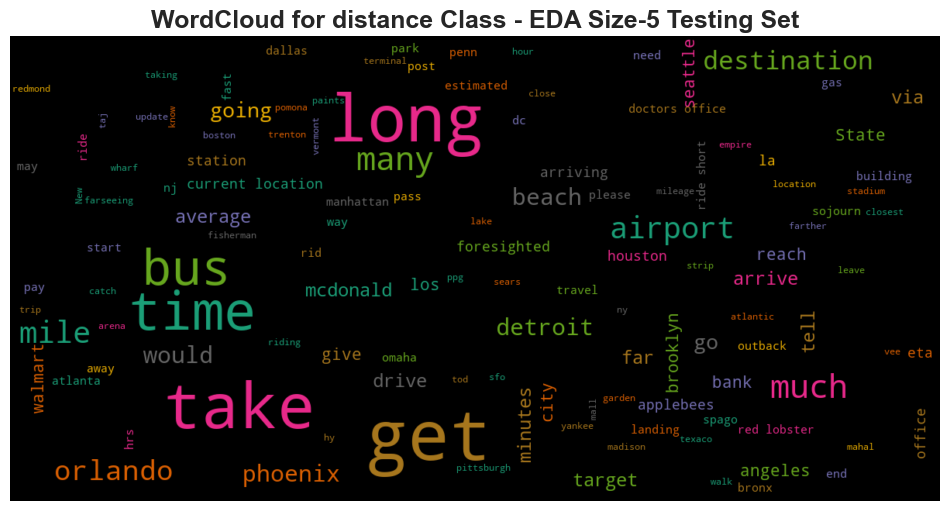 WordCloud for distance Class - EDA Size-5 Testing Set
dallas
park
penn
hour
need
seattle
destination
terminal
post
taking
fast
estimated
gas
redmond
close
via
going
paints
long
doctors office
taj
update
know
pomona
boston
trenton
vermont
dc
State
ride
many
empire
may
station
arriving
ride short
la
building
wharf
New
nj
current location
manhattan
pass
beach
please
mileage
location
stadium
farseeing
average
way
lake
airport
sojourn
closest
farther
fisherman
start
rid
foresighted
houston
reach
bus
strip
leave
arrive
pay
catch
mcdonald
los
ppg
sears
travel
trip
time
arena
detroit
ny
atlantic
tell
mile
riding
brooklyn
go
outback
vee
eta
would
give
omaha
far
walmart
away
atlanta
drive
tod
sfo
minutes
city
bank
much
take
get
garden
mall
applebees
yankee
spago
office
hrs
hy
landing
texaco
red lobster
madison
mahal
orlando
phoenix
pittsburgh
target
walk
angeles
bronx
end